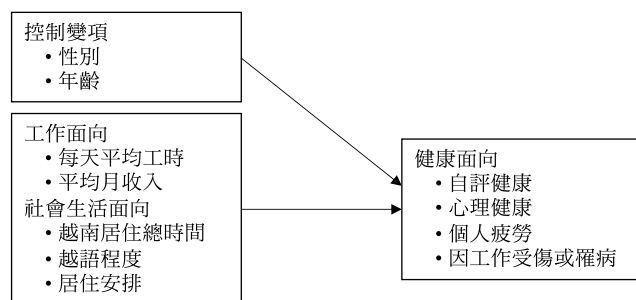 控制變項
• 性別
• 年齡
工作面向
• 每天平均工時
• 平均月收入
社會生活面向
• 越南居住總時間
• 越語程度
• 居住安排
健康面向
• 自評健康
• 心理健康
• 個人疲勞
• 因工作受傷或罹病